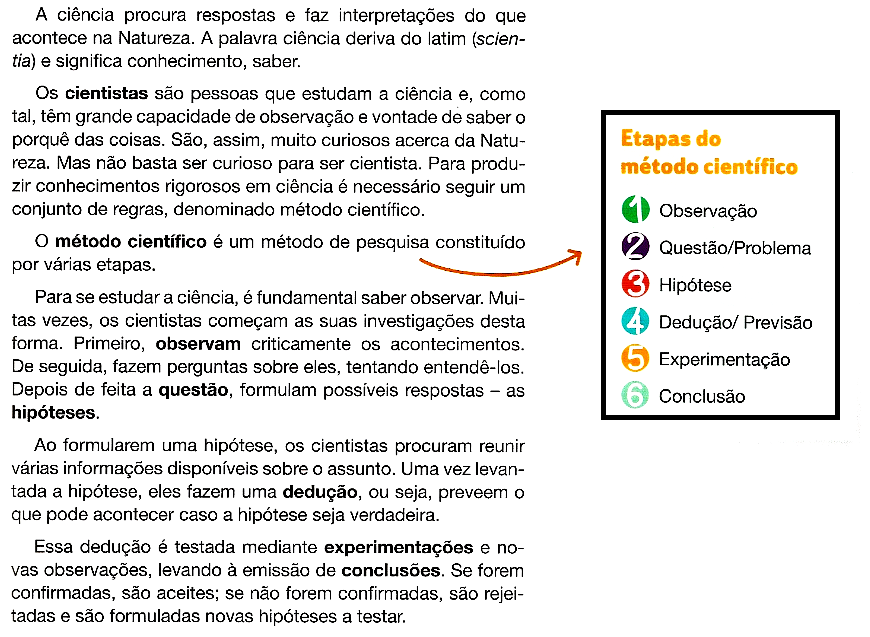 A ciência procura respostas e faz interpretações do que
acontece na Natureza. A palavra ciência deriva do latim (scien-
tia) e significa conhecimento, saber.
Os cientistas são pessoas que estudam a ciência e, como
tal, têm grande capacidade de observação e vontade de saber o
porquê das coisas. São, assim, muito curiosos acerca da Natu-
reza. Mas não basta ser curioso para ser cientista. Para produ-
zir conhecimentos rigorosos em ciência é necessário seguir um
conjunto de regras, denominado método científico.
O método científico é um método de pesquisa constituído
por várias etapas.
Para se estudar a ciência, é fundamental saber observar. Mui-
tas vezes, os cientistas começam as suas investigações desta
forma. Primeiro, observam criticamente os acontecimentos.
De seguida, fazem perguntas sobre eles, tentando entendê-los.
Depois de feita a questão, formulam possíveis respostas – as
hipóteses.
Ao formularem uma hipótese, os cientistas procuram reunir
várias informações disponíveis sobre o assunto. Uma vez levan-
tada a hipótese, eles fazem uma dedução, ou seja, preveem o
que pode acontecer caso a hipótese seja verdadeira.
Essa dedução é testada mediante experimentações e no-
vas observações, levando à emissão de conclusões. Se forem
confirmadas, são aceites; se não forem confirmadas, são rejei-
tadas e são formuladas novas hipóteses a testar.
Etapas do
método científico
1 Observação
2 Questão/Problema
3 Hipótese
4 Dedução/ Previsão
5 Experimentação
6 Conclusão